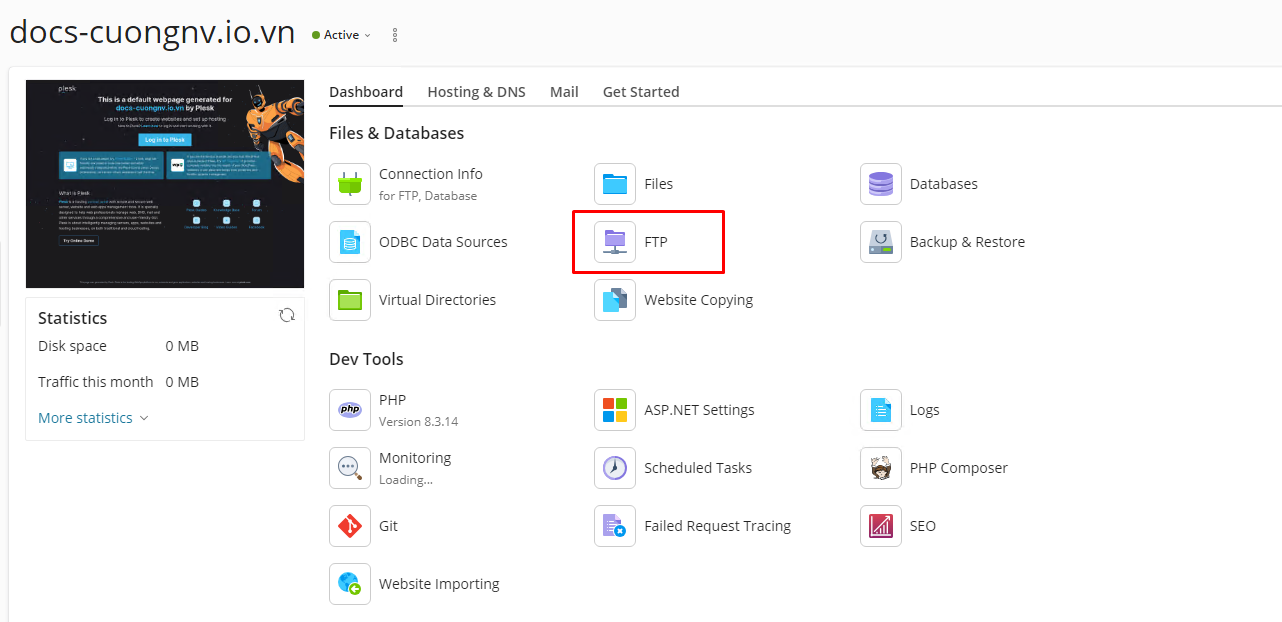 docs-cuongnv.io.vn
Active
plesk
This is a default webpage generated for
docs-cuongnv.io.vn by Plesk
Log in to Plesk to create websites and set up hosting
Log in to Plesk
What is Plesk
Try Online Demo
Dashboard
Hosting & DNS
Mail
Get Started
Files & Databases
Connection Info
for FTP, Database
Files
Databases
ODBC Data Sources
FTP
Backup & Restore
Virtual Directories
Website Copying
Statistics
Disk space 0 MB
Traffic this month 0 MB
More statistics
Dev Tools
PHP
Version 8.3.14
ASP.NET Settings
Logs
Monitoring
Loading...
Scheduled Tasks
PHP Composer
Git
Failed Request Tracing
SEO
Website Importing